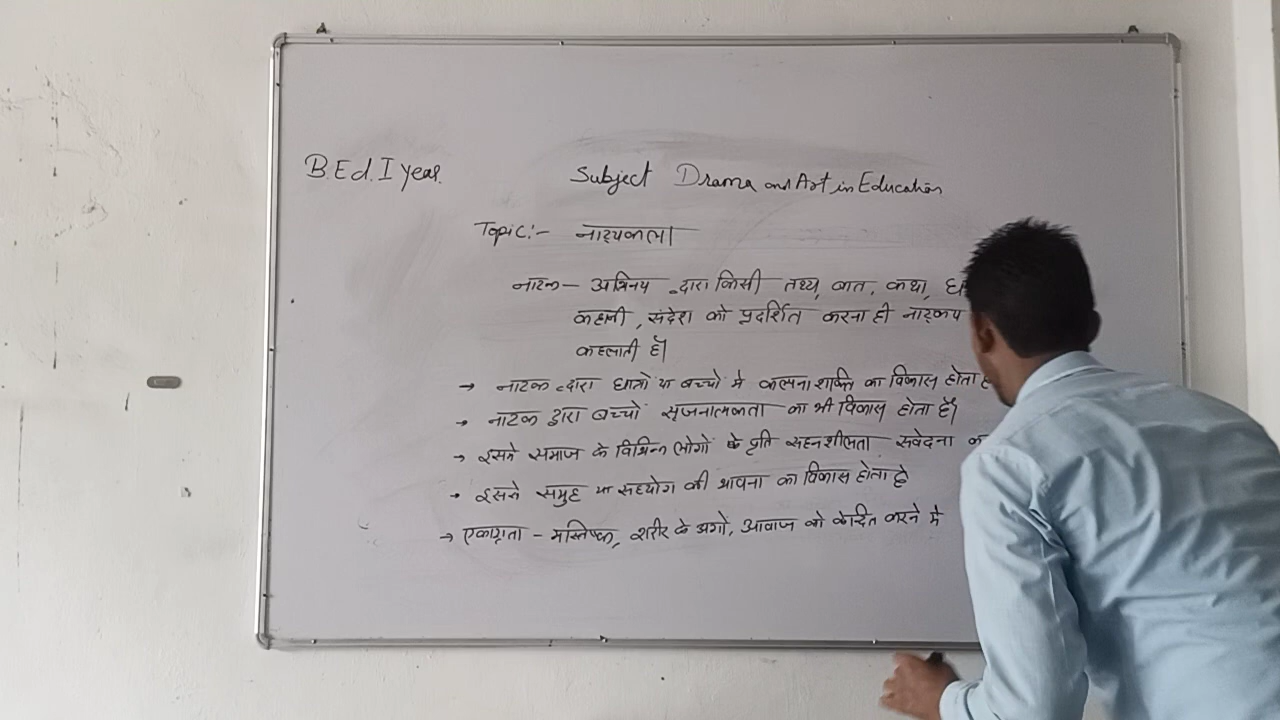 B.Ed. I year.
Subject Drama and Art in Education
Topic:- नाट्यकला
नाटक – अभिनय द्वारा किसी तथ्य, बात, कथा,
कहानी, संदेश को प्रदर्शित करना ही
कहलाती है।
→ नाटक द्वारा छात्रों या बच्चो मे कल्पनाशक्ति का विकास होता
→ नाटक द्वारा बच्चों सृजनात्मकता का भी विकास होता है।
→ इससे समाज के विभिन्न लोगों के प्रति सहनशीलता संवेदना
→ इससे समुह या सहयोग की भावना का विकास होता है
→ एकाग्रता – मस्तिष्क, शरीर के अगो, आवाज को केन्द्रित करने मे